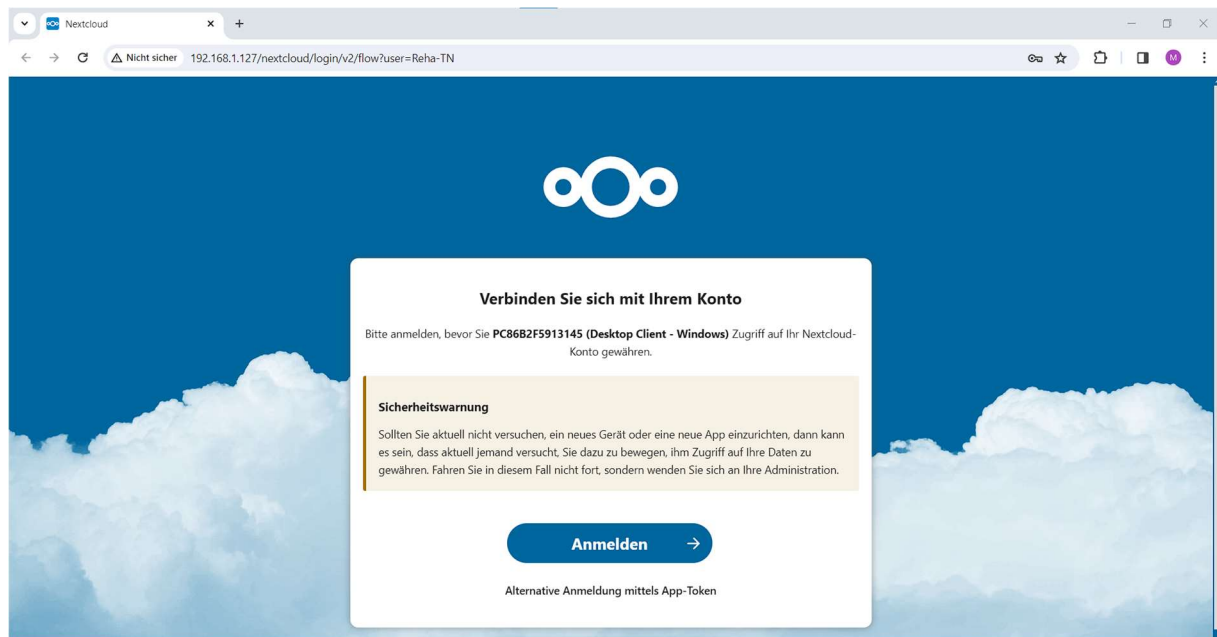 Nextcloud
Nicht sicher 192.168.1.127/nextcloud/login/v2/flow?user=Reha-TN
M
Verbinden Sie sich mit Ihrem Konto
Bitte anmelden, bevor Sie PC86B2F5913145 (Desktop Client - Windows) Zugriff auf Ihr Nextcloud-
Konto gewähren.
Sicherheitswarnung
Sollten Sie aktuell nicht versuchen, ein neues Gerät oder eine neue App einzurichten, dann kann
es sein, dass aktuell jemand versucht, Sie dazu zu bewegen, ihm Zugriff auf Ihre Daten zu
gewähren. Fahren Sie in diesem Fall nicht fort, sondern wenden Sie sich an Ihre Administration.
Anmelden
Alternative Anmeldung mittels App-Token